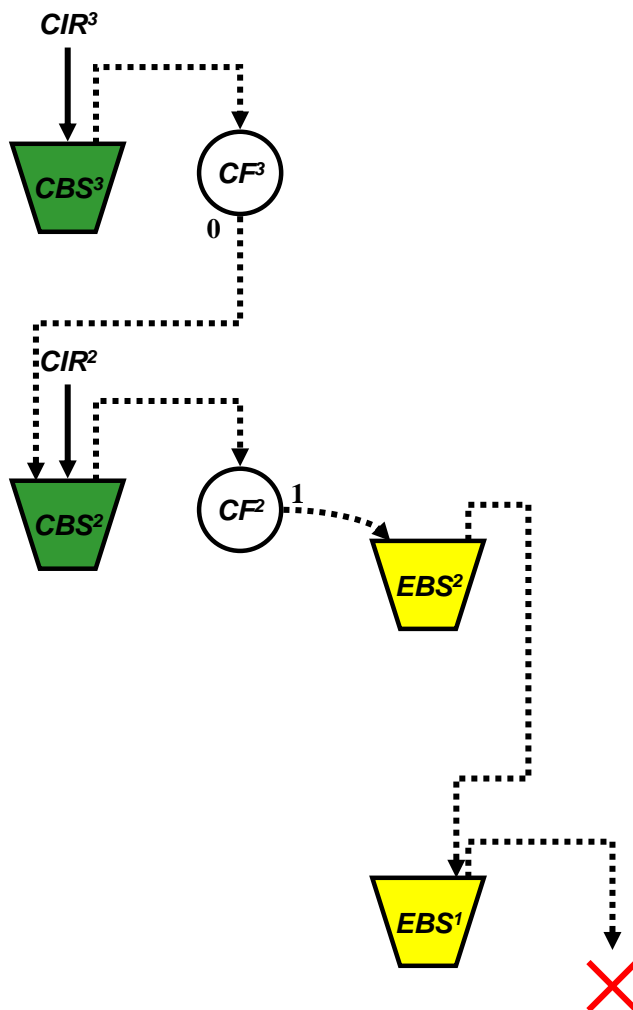 CIR³
CBS³
CF³
0
CIR²
CBS²
CF²
1
EBS²
EBS¹